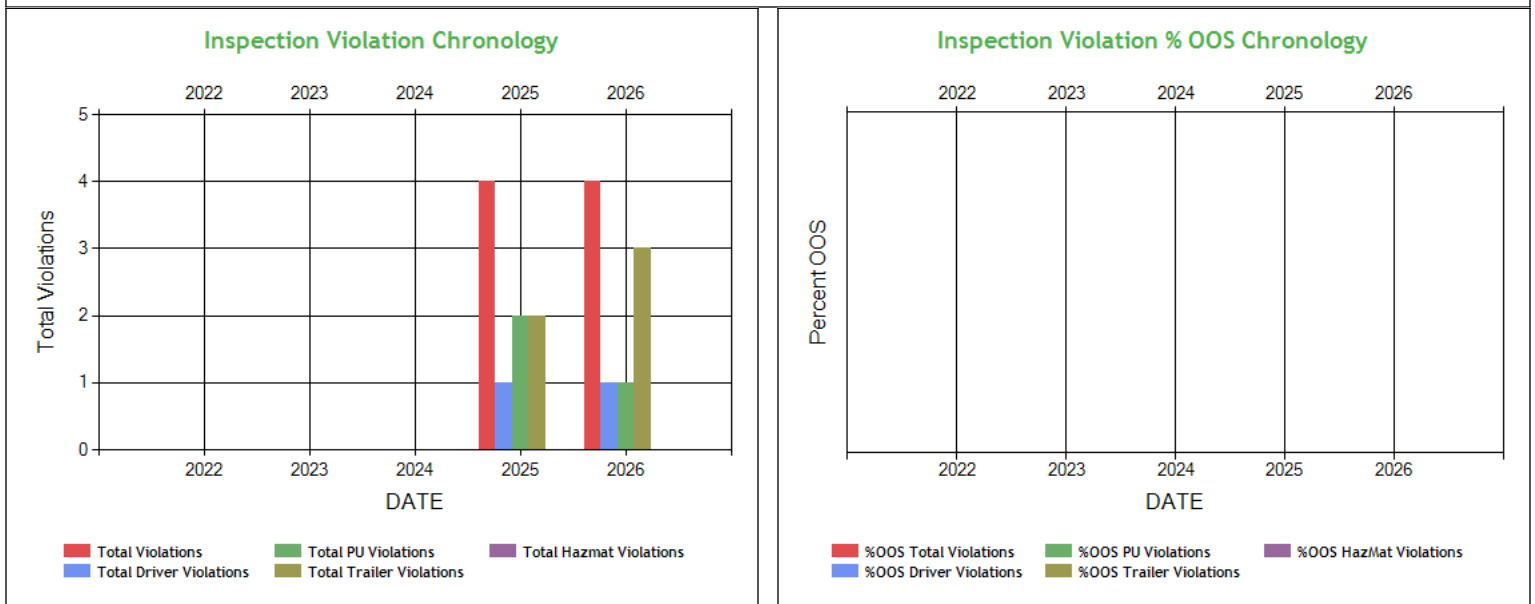 Inspection Violation Chronology
2022 2023 2024 2025 2026
5
4
3
2
1
0
Total Violations
2022 2023 2024 2025 2026
DATE
Total Violations Total PU Violations Total Hazmat Violations
Total Driver Violations Total Trailer Violations
Inspection Violation % OOS Chronology
2022 2023 2024 2025 2026
Percent OOS
2022 2023 2024 2025 2026
DATE
%OOS Total Violations %OOS PU Violations %OOS HazMat Violations
%OOS Driver Violations %OOS Trailer Violations